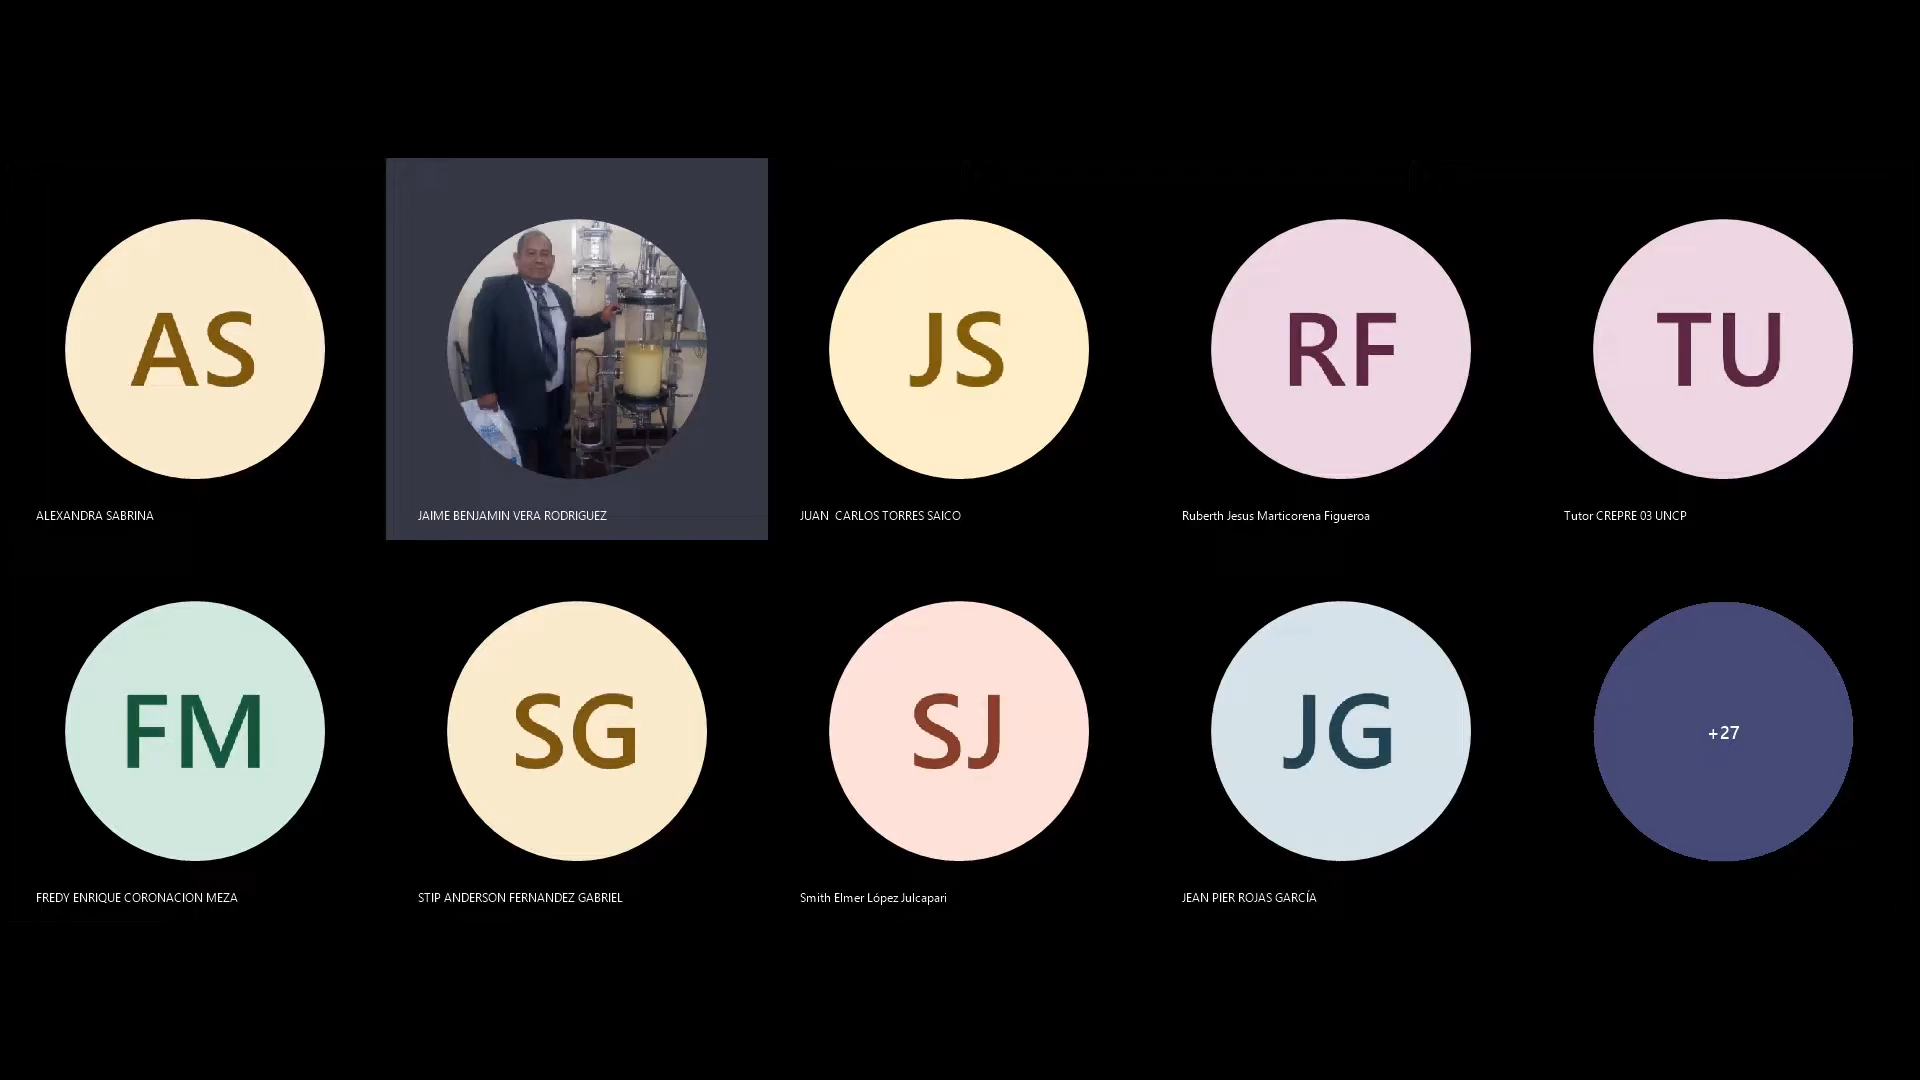 AS
JS
RF
TU
ALEXANDRA SABRINA
JAIME BENJAMIN VERA RODRIGUEZ
JUAN  CARLOS TORRES SAICO
Ruberth Jesus Marticorena Figueroa
Tutor CREPRE 03 UNCP
FM
SG
SJ
JG
+27
FREDY ENRIQUE CORONACION MEZA
STIP ANDERSON FERNANDEZ GABRIEL
Smith Elmer López Julcapari
JEAN PIER ROJAS GARCÍA